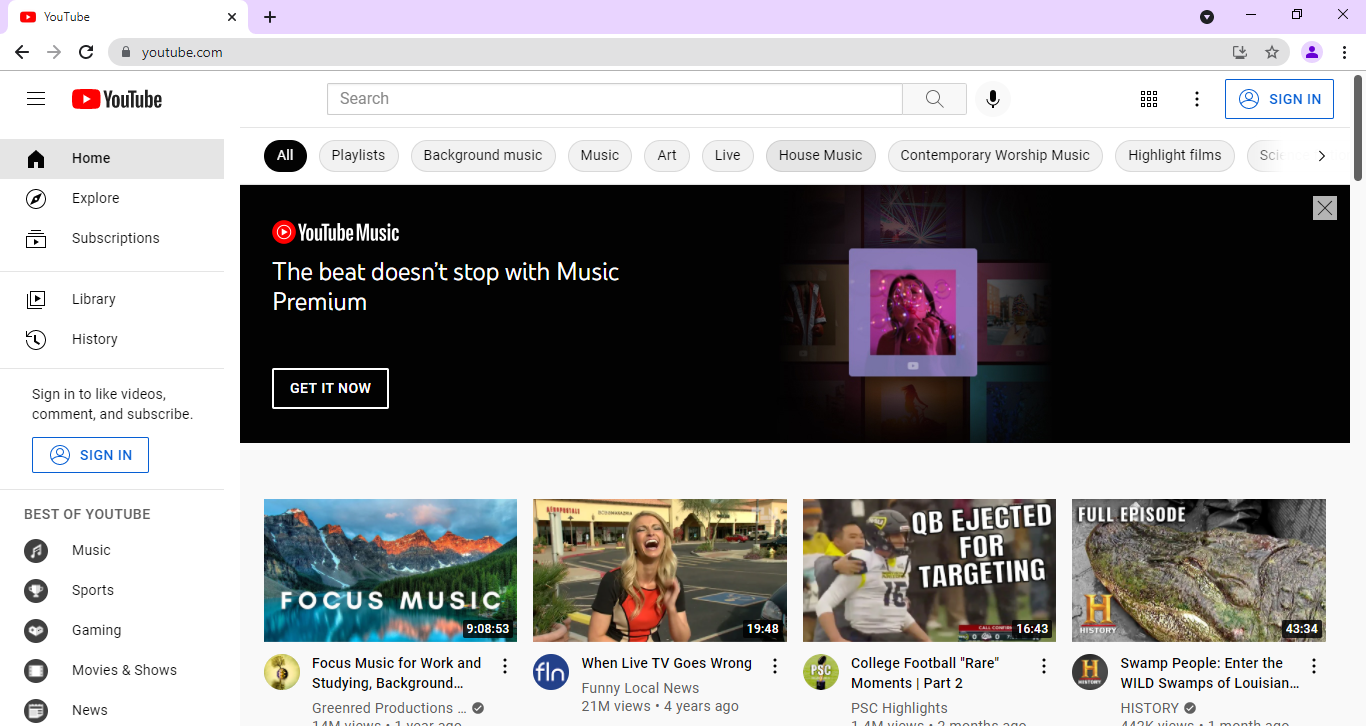 YouTube
youtube.com
YouTube
Search
SIGN IN
Home
Explore
Subscriptions
Library
History
Sign in to like videos,
comment, and subscribe.
SIGN IN
BEST OF YOUTUBE
Music
Sports
Gaming
Movies & Shows
News
All
Playlists
Background music
Music
Art
Live
House Music
Contemporary Worship Music
Highlight films
YouTube Music
The beat doesn't stop with Music
Premium
GET IT NOW
FOCUS MUSIC
9:08:53
Focus Music for Work and
Studying, Background...
Greenred Productions ...
14M views • 1 year ago
AEROPOSTALE
19:48
fln
When Live TV Goes Wrong
Funny Local News
21M views • 4 years ago
QB EJECTED
FOR
TARGETING
16
16:43
PSC
College Football "Rare"
Moments | Part 2
PSC Highlights
1.4M views • 2 months ago
FULL EPISODE
H
HISTORY
43:34
H
HISTORY
Swamp People: Enter the
WILD Swamps of Louisian...
HISTORY
442K views • 1 month ago